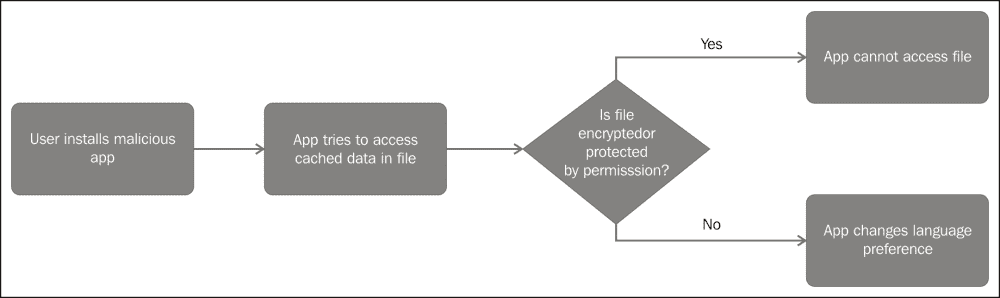 User installs malicious
app
App tries to access
cached data in file
Is file
encryptedor
protected
by permisssion?
Yes
App cannot access file
No
App changes language
preference